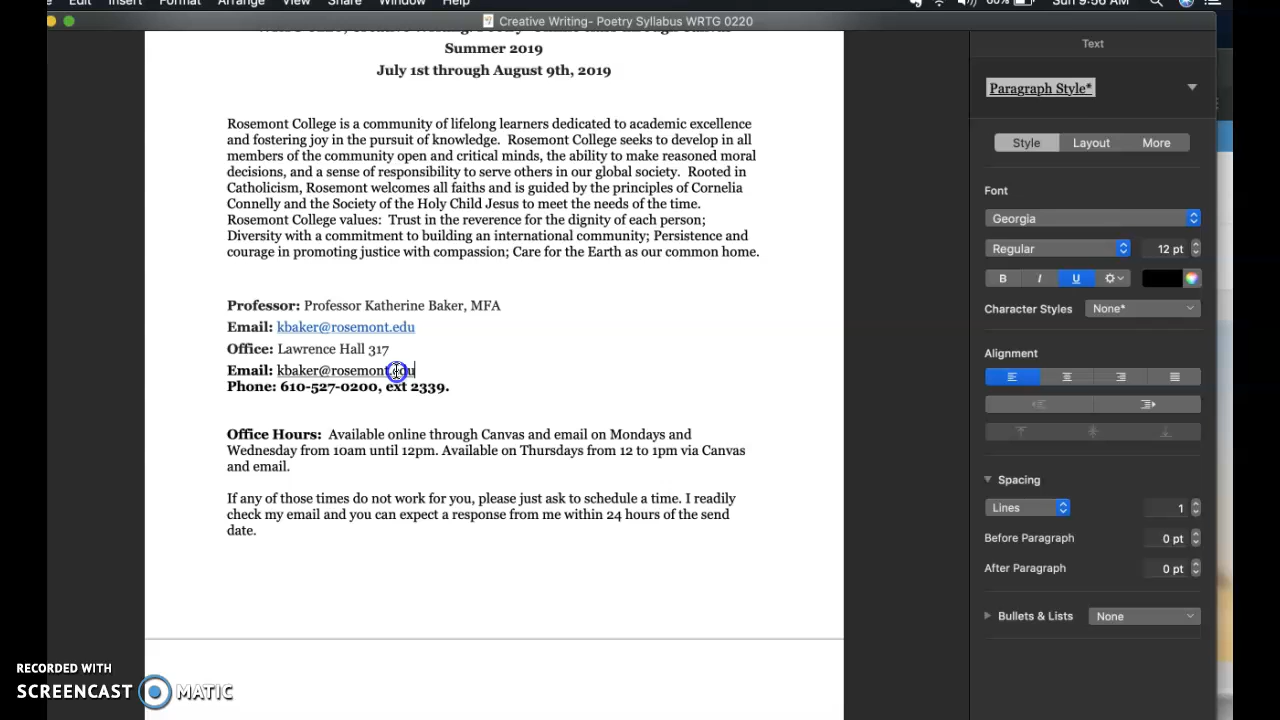 Edit Insert Format Arrange View Share Window Help
Sun 9:56 AM
Creative Writing- Poetry Syllabus WRTG 0220
Summer 2019
July 1st through August 9th, 2019
Rosemont College is a community of lifelong learners dedicated to academic excellence
and fostering joy in the pursuit of knowledge. Rosemont College seeks to develop in all
members of the community open and critical minds, the ability to make reasoned moral
decisions, and a sense of responsibility to serve others in our global society. Rooted in
Catholicism, Rosemont welcomes all faiths and is guided by the principles of Cornelia
Connelly and the Society of the Holy Child Jesus to meet the needs of the time.
Rosemont College values: Trust in the reverence for the dignity of each person;
Diversity with a commitment to building an international community; Persistence and
courage in promoting justice with compassion; Care for the Earth as our common home.
Professor: Professor Katherine Baker, MFA
Email: kbaker@rosemont.edu
Office: Lawrence Hall 317
Email: kbaker@rosemont.edu
Phone: 610-527-0200, ext 2339.
Office Hours: Available online through Canvas and email on Mondays and
Wednesday from 10am until 12pm. Available on Thursdays from 12 to 1pm via Canvas
and email.
If any of those times do not work for you, please just ask to schedule a time. I readily
check my email and you can expect a response from me within 24 hours of the send
date.
Text
Paragraph Style*
Style Layout More
Font
Georgia
Regular 12 pt
B I U
Character Styles None*
Alignment
Spacing
Lines 1
Before Paragraph 0 pt
After Paragraph 0 pt
Bullets & Lists None
RECORDED WITH
SCREENCAST MATIC